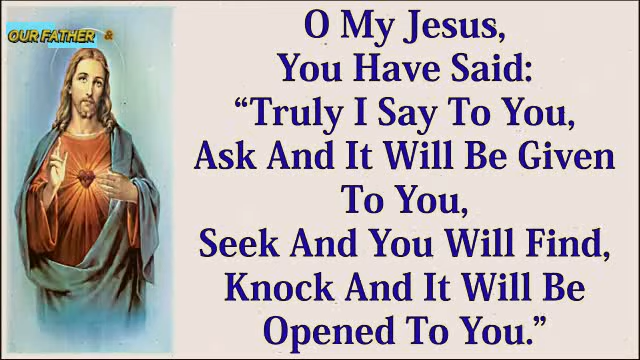 OUR FATHER &
O My Jesus,
You Have Said:
“Truly I Say To You,
Ask And It Will Be Given
To You,
Seek And You Will Find,
Knock And It Will Be
Opened To You.”